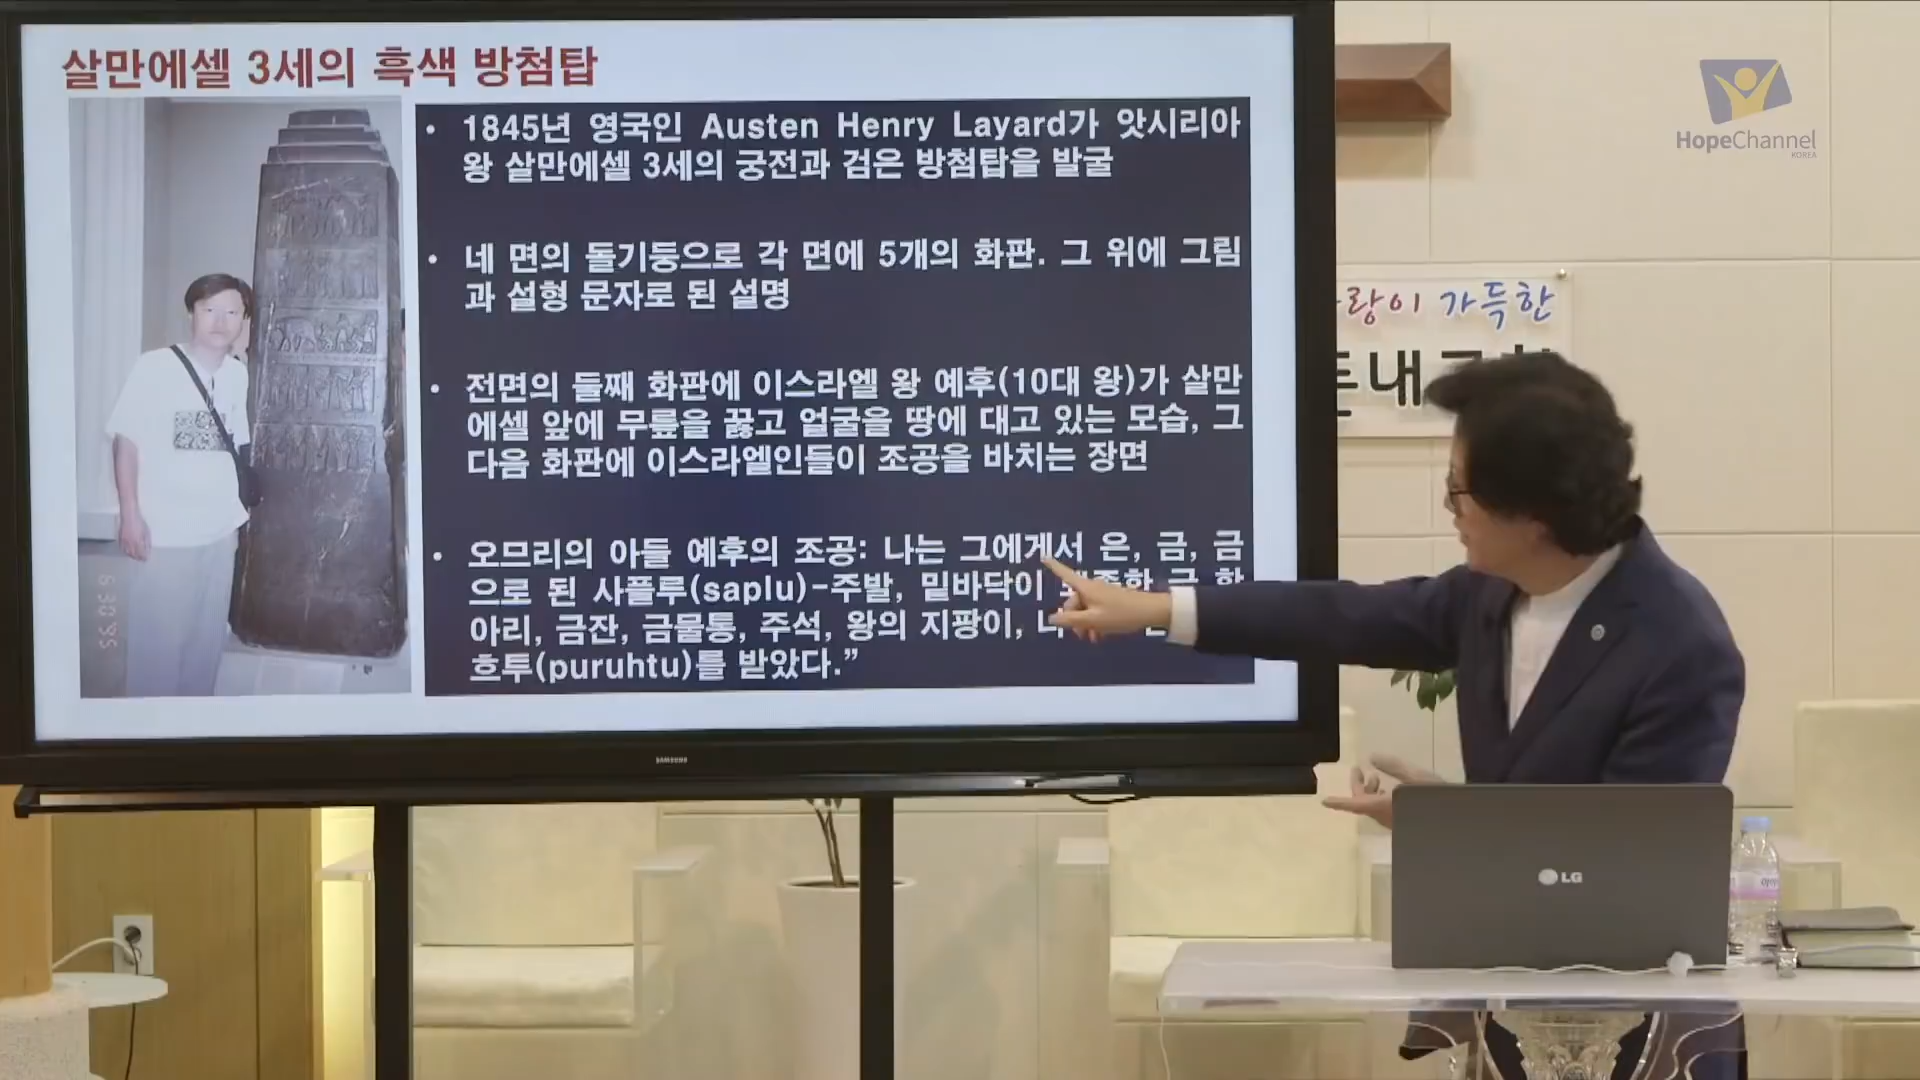 살만에셀 3세의 흑색 방첨탑
• 1845년 영국인 Austen Henry Layard가 앗시리아
왕 살만에셀 3세의 궁전과 검은 방첨탑을 발굴
• 네 면의 돌기둥으로 각 면에 5개의 화판. 그 위에 그림
과 설형 문자로 된 설명
• 전면의 둘째 화판에 이스라엘 왕 예후(10대 왕)가 살만
에셀 앞에 무릎을 꿇고 얼굴을 땅에 대고 있는 모습, 그
다음 화판에 이스라엘인들이 조공을 바치는 장면
• 오므리의 아들 예후의 조공: 나는 그에게서 은, 금, 금
으로 된 사플루(saplu)-주발, 밑바닥이 금 항
아리, 금잔, 금물통, 주석, 왕의 지팡이,
흐투(puruhtu)를 받았다.”
SAMSUNG
HopeChannel
KOREA
랑이 가득한
LG